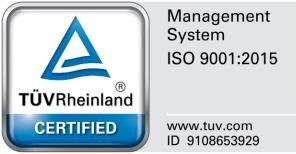 Management
System
ISO 9001:2015
®
TÜVRheinland
CERTIFIED
www.tuv.com
ID 9108653929